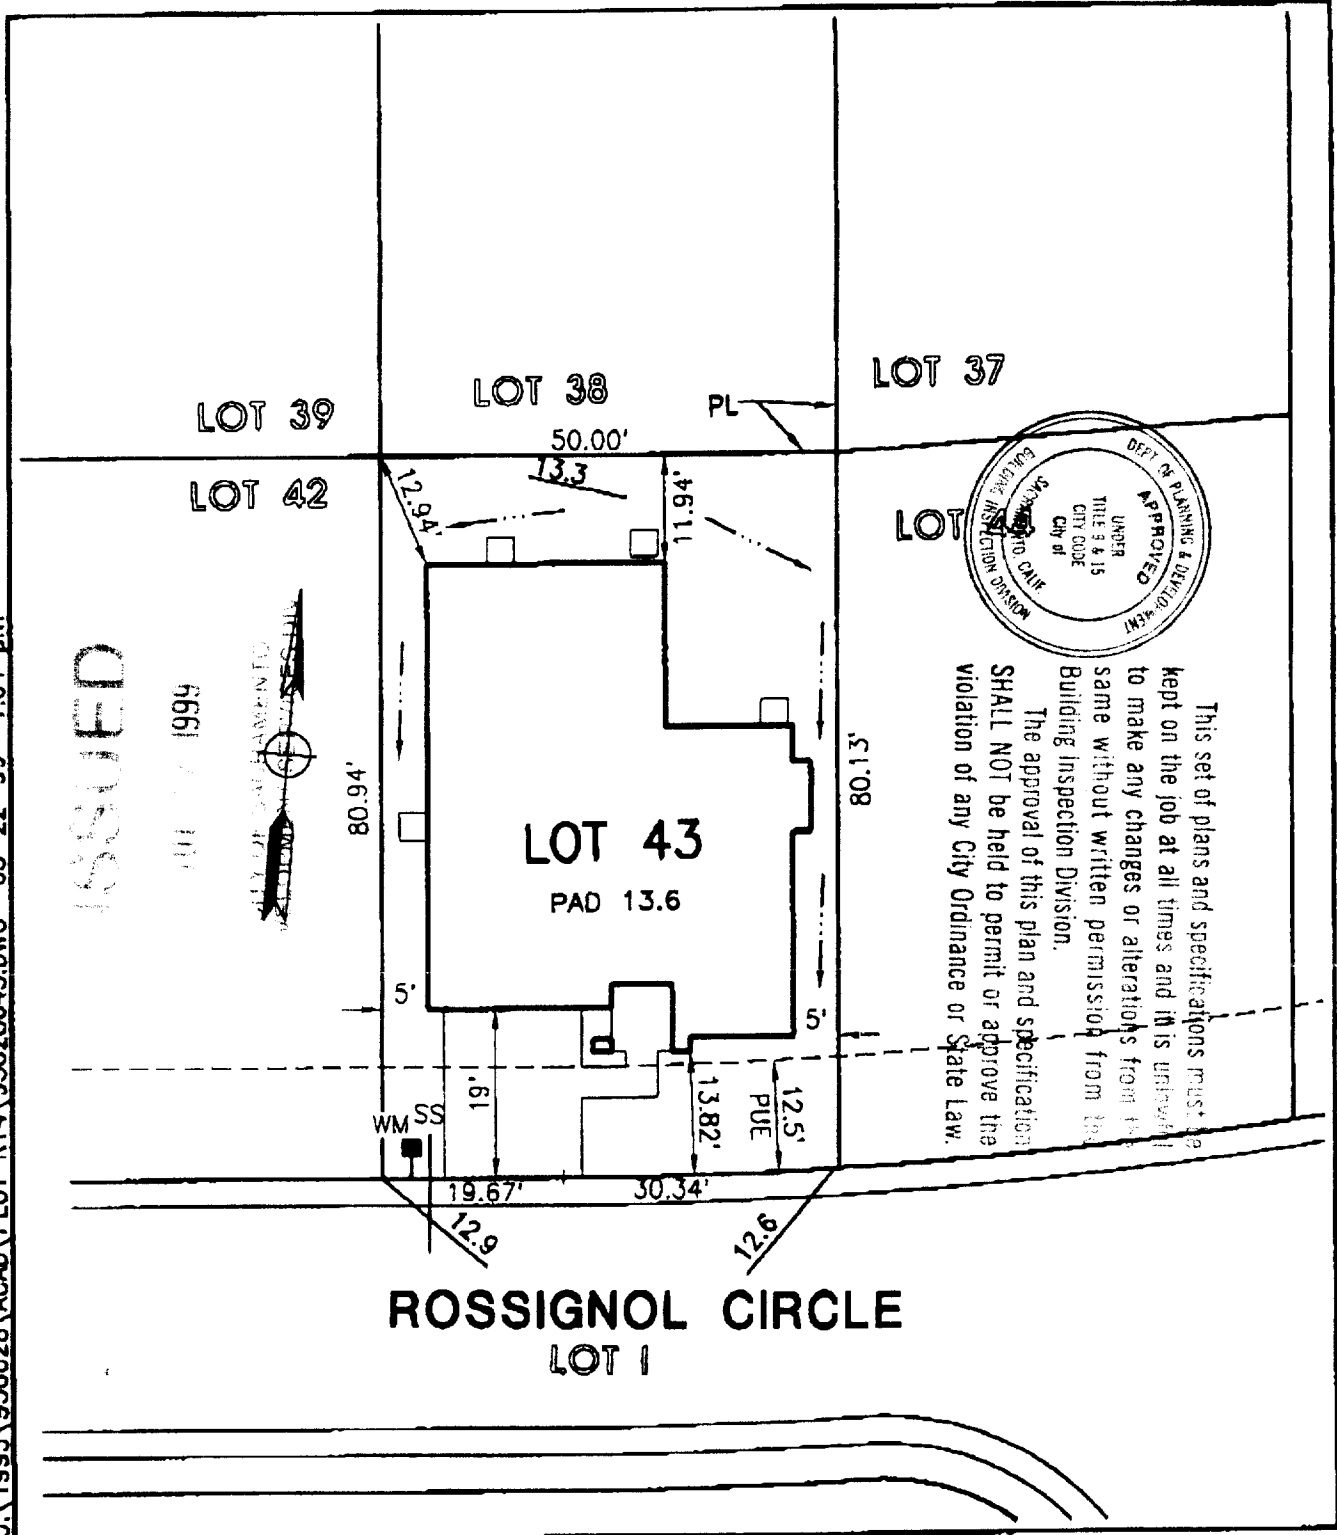 LOT 39
LOT 38
LOT 37
PL
50.00'
13.3
LOT 42
12.94'
11.94'
LOT 44
DEPT OF PLANNING & DEVELOPMENT
BUILDING INSPECTION DIVISION
APPROVED
UNDER
TITLE 9 & 15
CITY CODE
City of
SACRAMENTO, CALIF.
This set of plans and specifications must be
kept on the job at all times and it is unlawful
to make any changes or alterations from the
same without written permission from the
Building Inspection Division.
The approval of this plan and specification
SHALL NOT be held to permit or approve the
violation of any City Ordinance or State Law.
ISSUED
1999
CITY OF SACRAMENTO
80.94'
80.13'
LOT 43
PAD 13.6
5'
5'
19'
13.82'
12.5'
PUE
WM
SS
19.67'
30.34'
12.9
12.6
ROSSIGNOL CIRCLE
LOT I